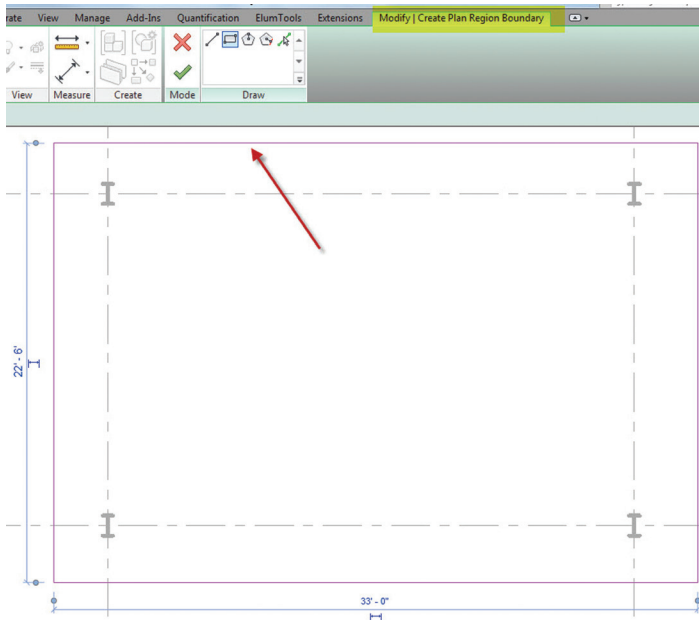 View Manage Add-Ins Quantification ElumTools Extensions Modify | Create Plan Region Boundary
View Measure Create Mode Draw
22' - 6"
33' - 0"